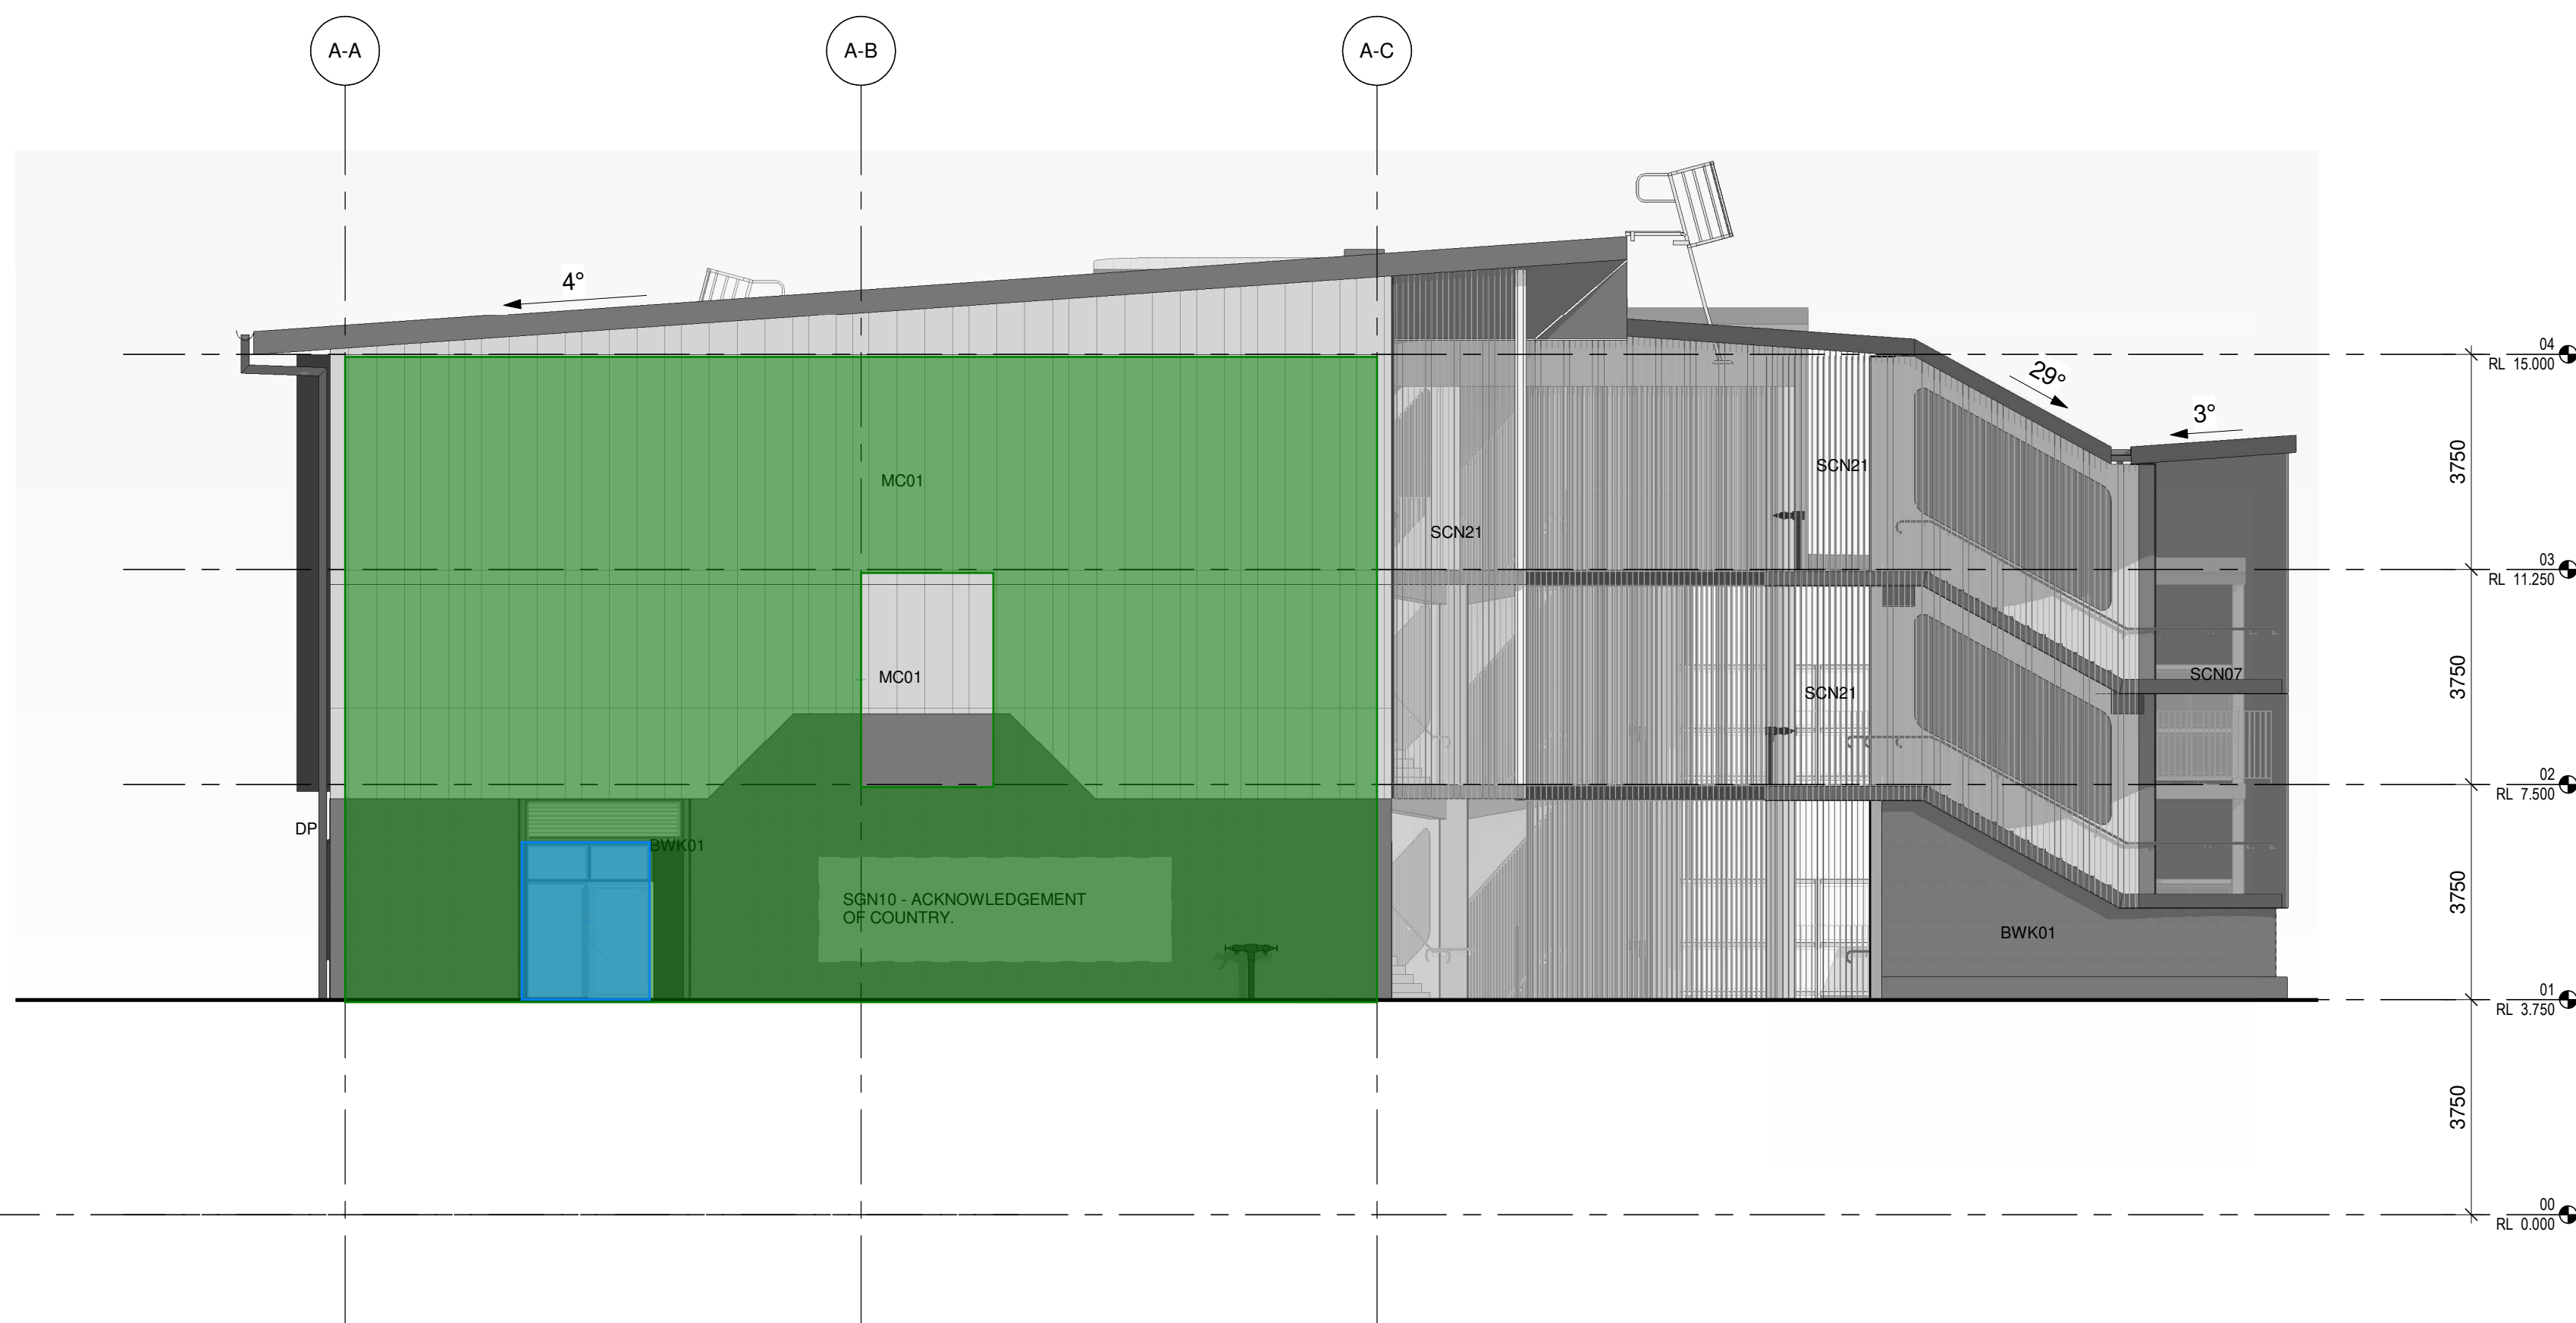 A-A
A-B
A-C
4°
29°
3°
04
RL 15.000
3750
MC01
SCN21
SCN21
03
RL 11.250
3750
MC01
SCN21
SCN07
02
RL 7.500
DP
BWK01
3750
SGN10 - ACKNOWLEDGEMENT
OF COUNTRY.
BWK01
01
RL 3.750
3750
00
RL 0.000